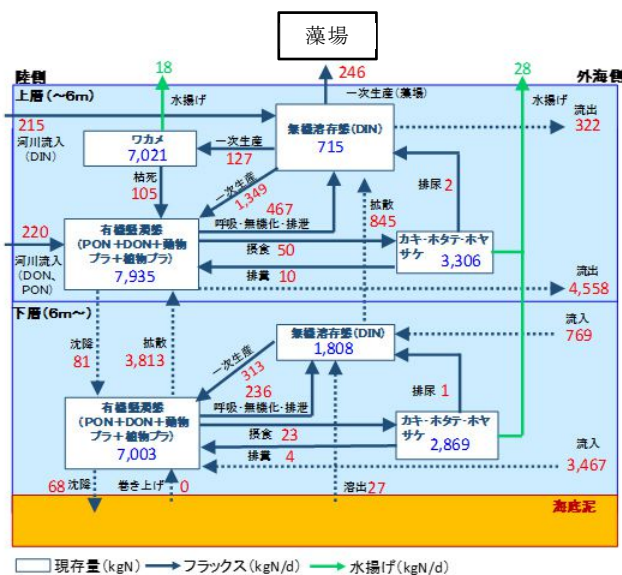 藻場
18
246
28
陸側
外海側
上層(～6m)
水揚げ
一次生産(藻場)
水揚げ
流出
322
215
河川流入
(DIN)
ワカメ
7,021
一次生産
127
無機溶存態(DIN)
715
枯死
105
一次生産
1,349
467
呼吸・無機化・排泄
拡散
845
排尿 2
220
河川流入
(DON、
PON)
有機懸濁態
(PON+DON+動物
プラ+植物プラ)
7,935
摂食 50
排糞 10
カキ・ホタテ・ホヤ
サケ
3,306
流出
4,558
下層(6m～)
沈降
81
拡散
3,813
一次生産
313
無機溶存態(DIN)
1,808
流入
769
236
呼吸・無機化・排泄
排尿 1
有機懸濁態
(PON+DON+動物
プラ+植物プラ)
7,003
摂食 23
排糞 4
カキ・ホタテ・ホヤ
サケ
2,869
流入
3,467
68 沈降
巻き上げ 0
溶出 27
海底泥
現存量(kgN)
フラックス(kgN/d)
水揚げ(kgN/d)